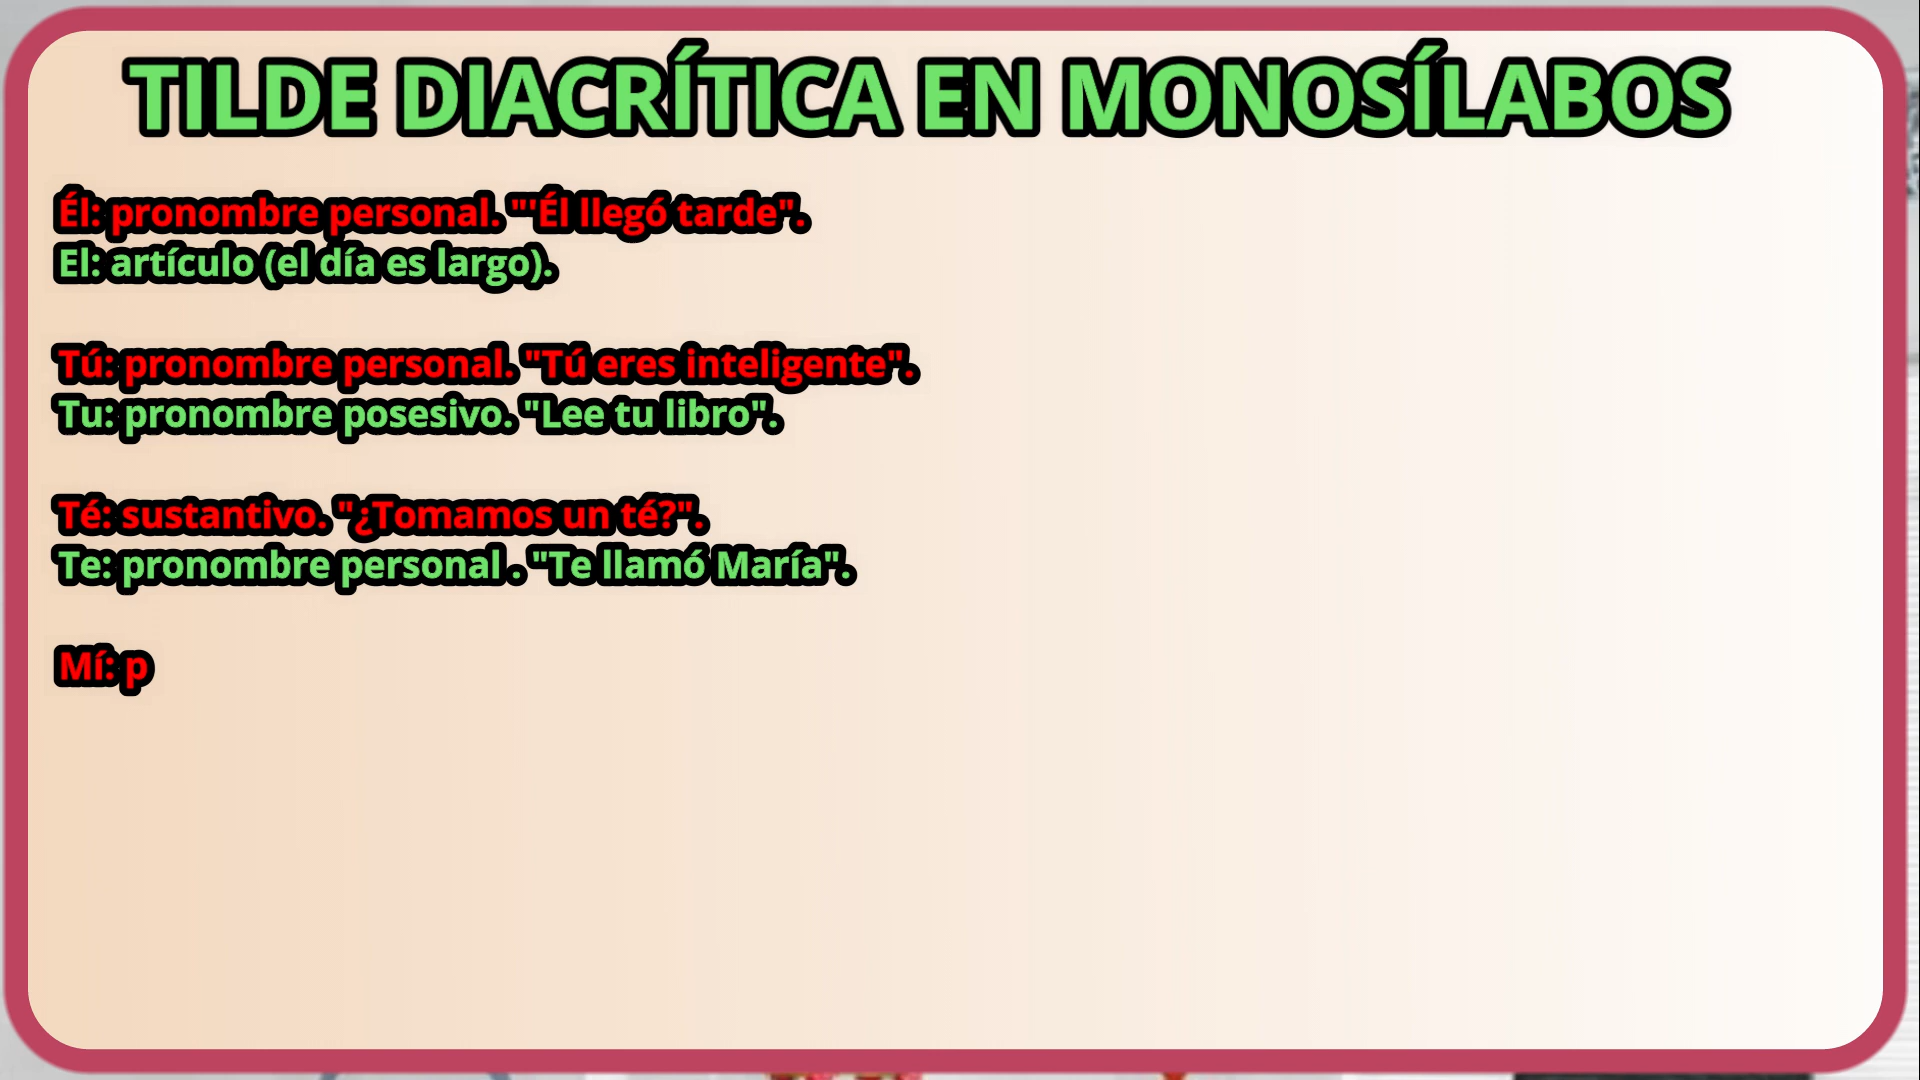 TILDE DIACRÍTICA EN MONOSÍLABOS
Él: pronombre personal. "'Él llegó tarde".
El: artículo (el día es largo).
Tú: pronombre personal. "Tú eres inteligente".
Tu: pronombre posesivo. "Lee tu libro".
Té: sustantivo. "¿Tomamos un té?".
Te: pronombre personal . "Te llamó María".
Mí: p